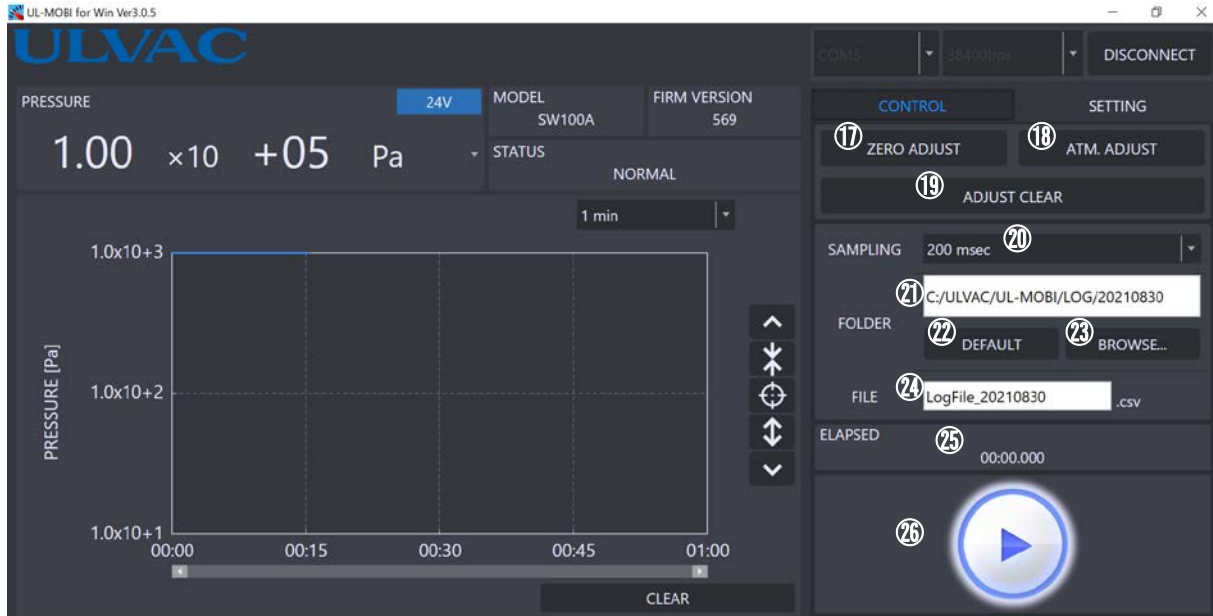 UL-MOBI for Win Ver3.0.5
ULVAC
COM3
38400bps
DISCONNECT
PRESSURE
24V
1.00 ×10 +05 Pa
MODEL
SW100A
FIRM VERSION
569
STATUS
NORMAL
CONTROL
SETTING
⑰ ZERO ADJUST
⑱ ATM. ADJUST
⑲ ADJUST CLEAR
1 min
1.0x10+3
1.0x10+2
1.0x10+1
PRESSURE [Pa]
00:00 00:15 00:30 00:45 01:00
CLEAR
SAMPLING 200 msec ⑳
㉑ C:/ULVAC/UL-MOBI/LOG/20210830
FOLDER
㉒ DEFAULT
㉓ BROWSE...
FILE ㉔ LogFile_20210830 .csv
ELAPSED
㉕
00:00.000
㉖